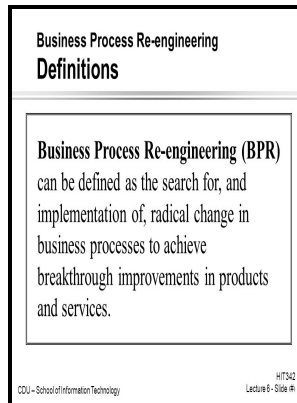 Business Process Re-engineering
Definitions
Business Process Re-engineering (BPR)
can be defined as the search for, and
implementation of, radical change in
business processes to achieve
breakthrough improvements in products
and services.
HIT342
CDU – School of Information Technology
Lecture 6 - Slide (#)